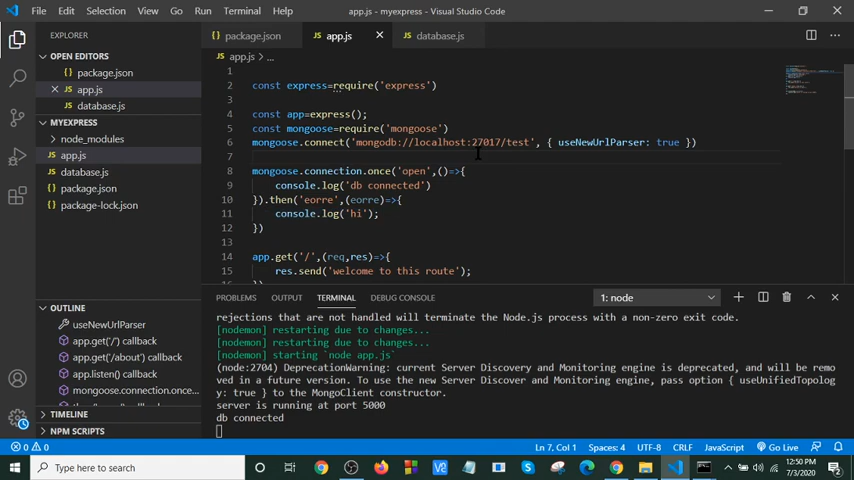 File Edit Selection View Go Run Terminal Help app.js - myexpress - Visual Studio Code
EXPLORER
OPEN EDITORS
package.json
app.js
database.js
MYEXPRESS
node_modules
JS app.js
JS database.js
package.json
package-lock.json
OUTLINE
useNewUrlParser
app.get('/') callback
app.get('/about') callback
app.listen() callback
mongoose.connection.once...
TIMELINE
NPM SCRIPTS
package.json JS app.js JS database.js
JS app.js > ...
1
2 const express=require('express')
3
4 const app=express();
5 const mongoose=require('mongoose')
6 mongoose.connect('mongodb://localhost:27017/test', { useNewUrlParser: true })
7
8 mongoose.connection.once('open',()=>{
9 console.log('db connected')
10 }).then('eorre',(eorre)=>{
11 console.log('hi');
12 })
13
14 app.get('/',(req,res)=>{
15 res.send('welcome to this route');
PROBLEMS OUTPUT TERMINAL DEBUG CONSOLE 1: node
rejections that are not handled will terminate the Node.js process with a non-zero exit code.
[nodemon] restarting due to changes...
[nodemon] restarting due to changes...
[nodemon] starting `node app.js`
(node:2704) DeprecationWarning: current Server Discovery and Monitoring engine is deprecated, and will be remo
ved in a future version. To use the new Server Discover and Monitoring engine, pass option { useUnifiedTopolog
y: true } to the MongoClient constructor.
server is running at port 5000
db connected
0 0 Ln 7, Col 1 Spaces: 4 UTF-8 CRLF JavaScript Go Live
Type here to search
12:50 PM
7/3/2020
2